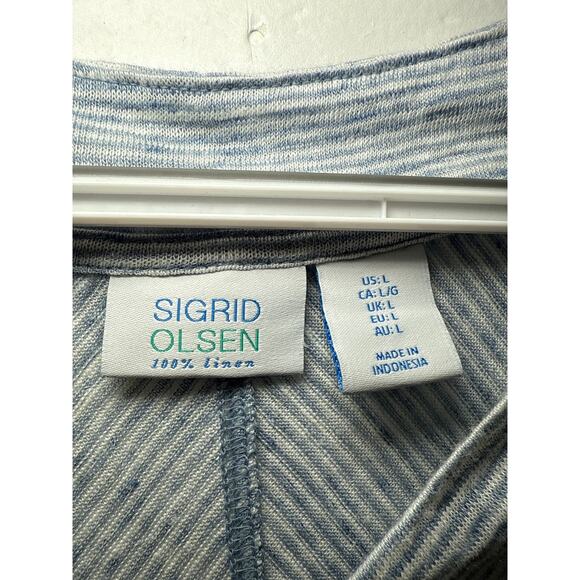 SIGRID
OLSEN
100% linen
US: L
CA: L/G
UK: L
EU: L
AU: L
MADE IN
INDONESIA